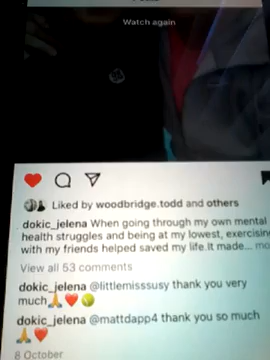 Watch again
Liked by woodbridge.todd and others
dokic_jelena When going through my own mental
health struggles and being at my lowest, exercising
with my friends helped saved my life.It made... mo
View all 53 comments
dokic_jelena @littlemisssusy thank you very
much🙏❤️🎾
dokic_jelena @mattdapp4 thank you so much
🙏❤️
8 October